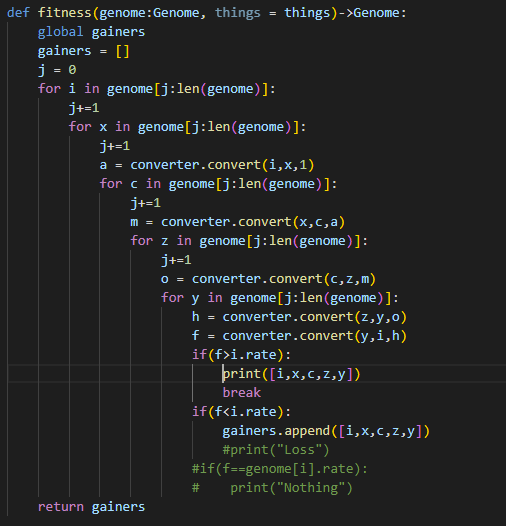 def fitness(genome:Genome, things = things)->Genome:
    global gainers
    gainers = []
    j = 0
    for i in genome[j:len(genome)]:
        j+=1
        for x in genome[j:len(genome)]:
            j+=1
            a = converter.convert(i,x,1)
            for c in genome[j:len(genome)]:
                j+=1
                m = converter.convert(x,c,a)
                for z in genome[j:len(genome)]:
                    j+=1
                    o = converter.convert(c,z,m)
                    for y in genome[j:len(genome)]:
                        h = converter.convert(z,y,o)
                        f = converter.convert(y,i,h)
                        if(f>i.rate):
                            print([i,x,c,z,y])
                            break
                        if(f<i.rate):
                            gainers.append([i,x,c,z,y])
                            #print("Loss")
                        #if(f==genome[i].rate):
                        #    print("Nothing")
    return gainers